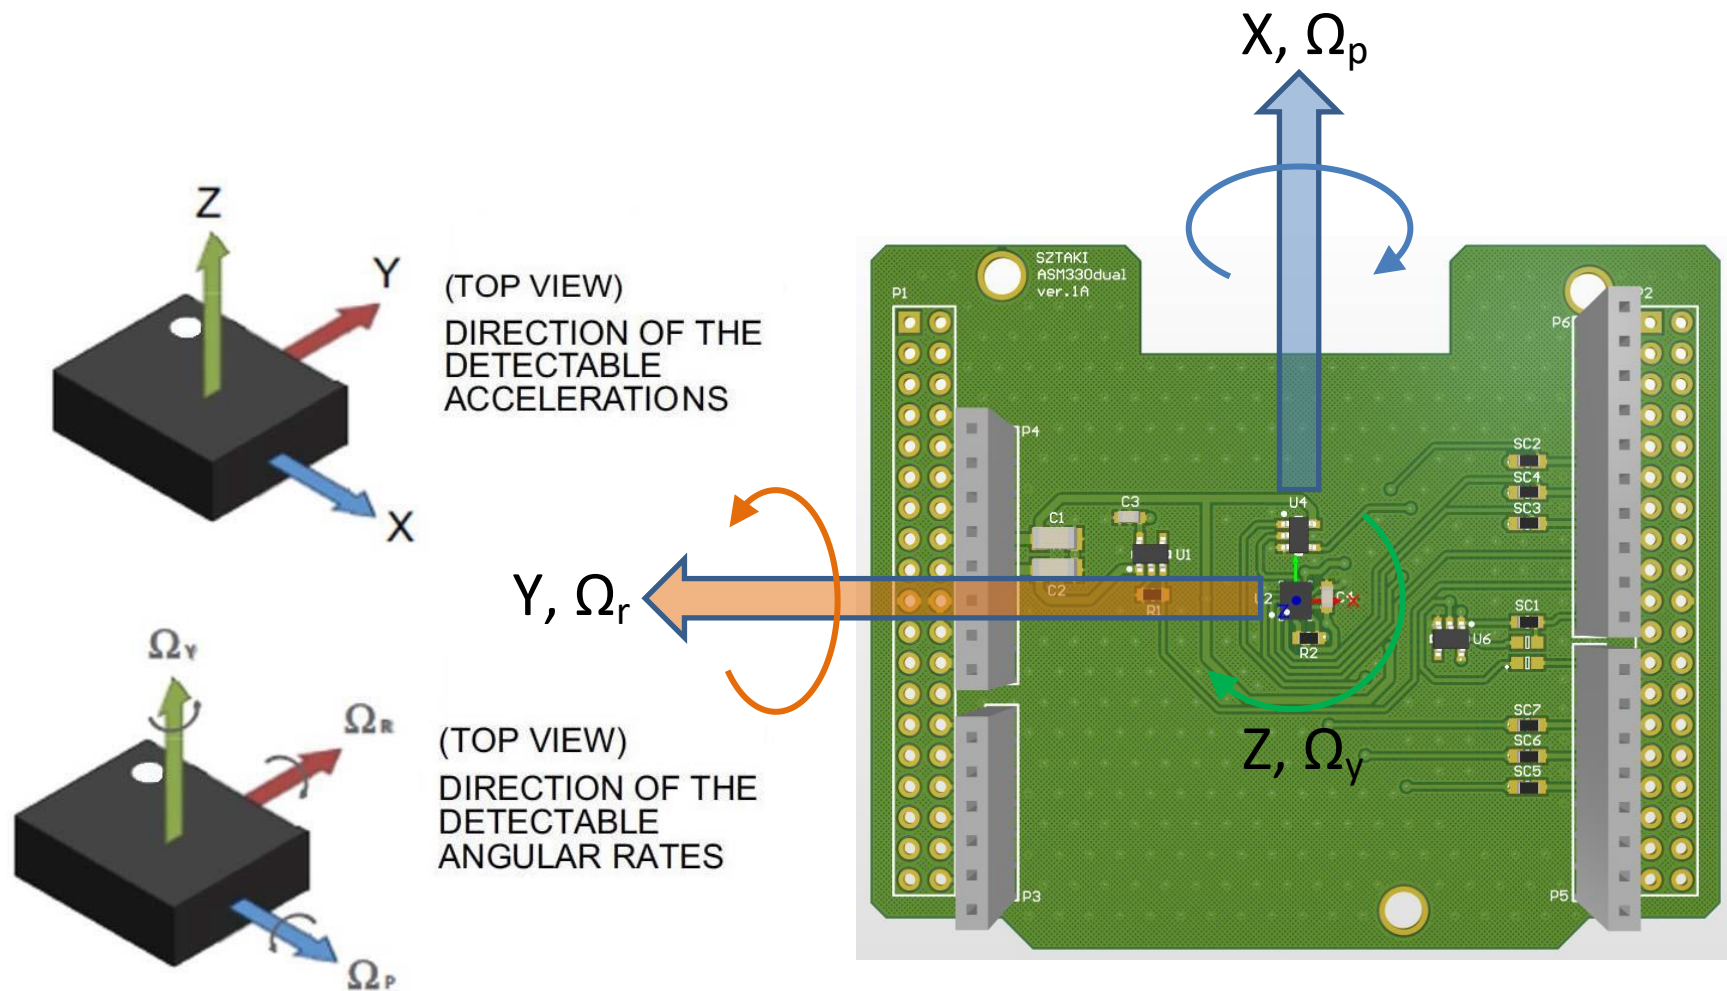 X, Ωp
Z
Y
X
(TOP VIEW)
DIRECTION OF THE
DETECTABLE
ACCELERATIONS
SZTAKI
ASM330dual
ver.1A
P1
P6
P4
SC2
SC4
SC3
U4
C3
C1
U1
C2
R1
Y, Ωr
R2
SC1
U6
Z, Ωy
SC7
SC6
SC5
P3
P5
ΩY
ΩR
ΩP
(TOP VIEW)
DIRECTION OF THE
DETECTABLE
ANGULAR RATES